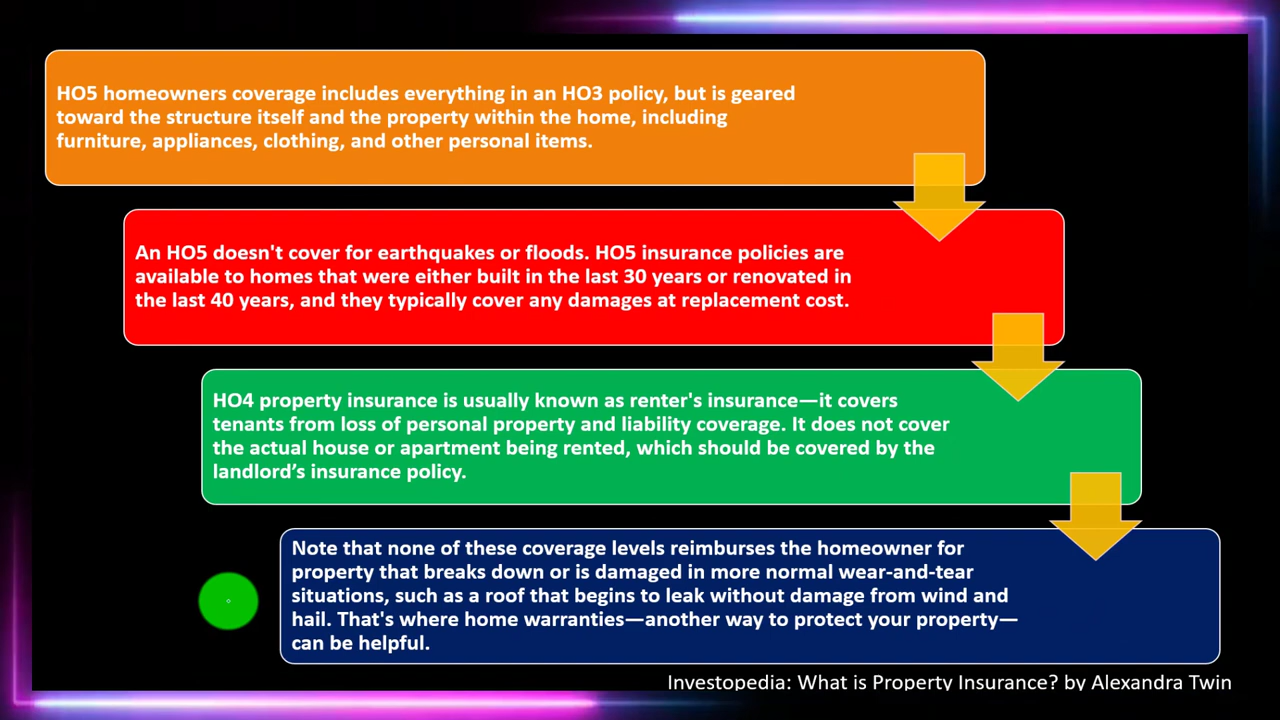 HO5 homeowners coverage includes everything in an HO3 policy, but is geared
toward the structure itself and the property within the home, including
furniture, appliances, clothing, and other personal items.
An HO5 doesn't cover for earthquakes or floods. HO5 insurance policies are
available to homes that were either built in the last 30 years or renovated in
the last 40 years, and they typically cover any damages at replacement cost.
HO4 property insurance is usually known as renter's insurance—it covers
tenants from loss of personal property and liability coverage. It does not cover
the actual house or apartment being rented, which should be covered by the
landlord’s insurance policy.
Note that none of these coverage levels reimburses the homeowner for
property that breaks down or is damaged in more normal wear-and-tear
situations, such as a roof that begins to leak without damage from wind and
hail. That's where home warranties—another way to protect your property—
can be helpful.
Investopedia: What is Property Insurance? by Alexandra Twin